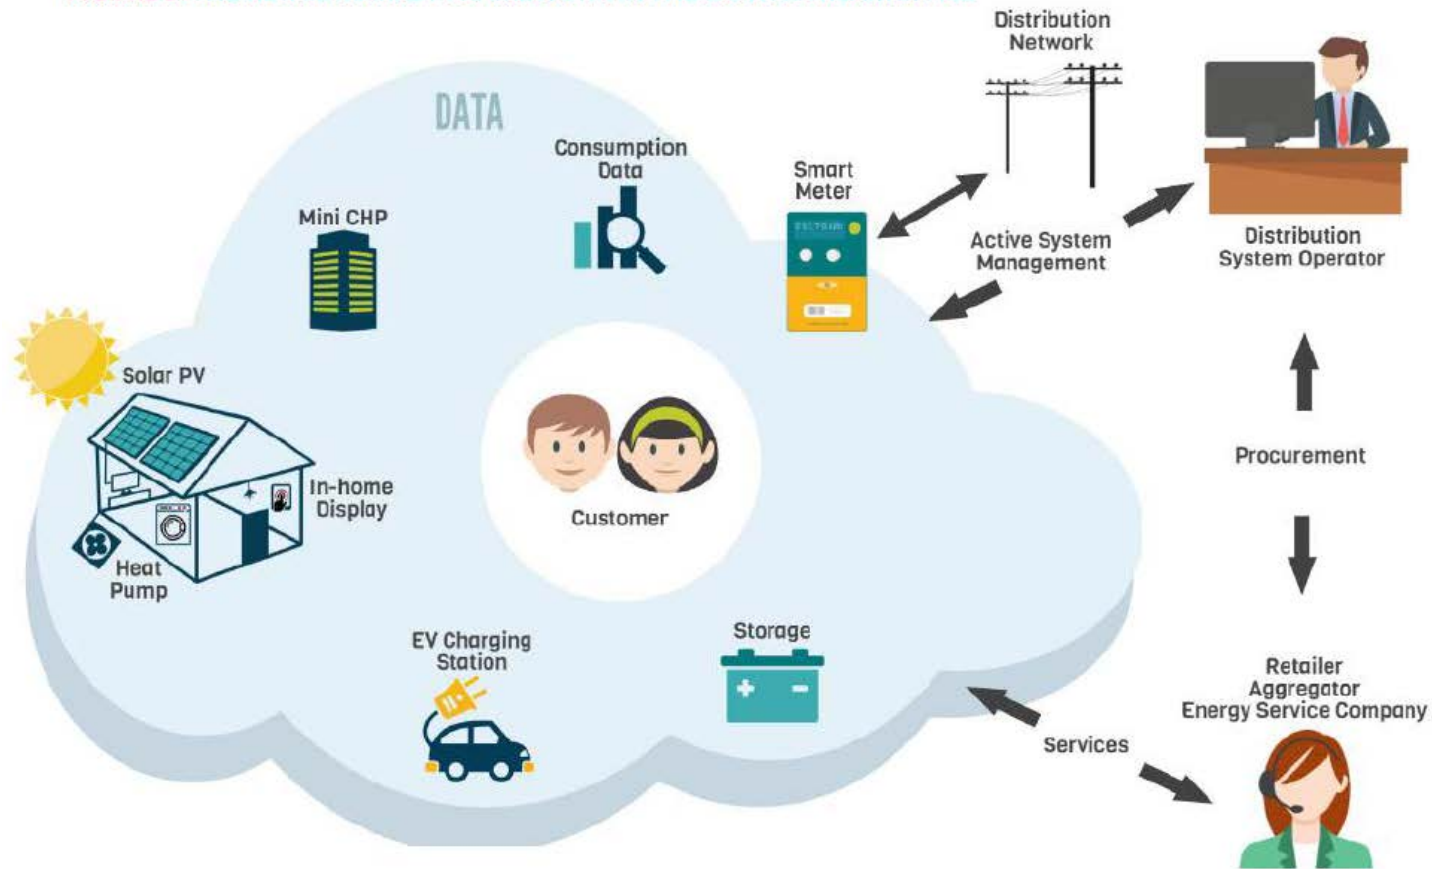 Distribution
Network
DATA
Consumption
Data
Smart
Meter
Mini CHP
Active System
Management
Distribution
System Operator
Solar PV
In-home
Display
Customer
Procurement
Heat
Pump
EV Charging
Station
Storage
Retailer
Aggregator
Energy Service Company
Services